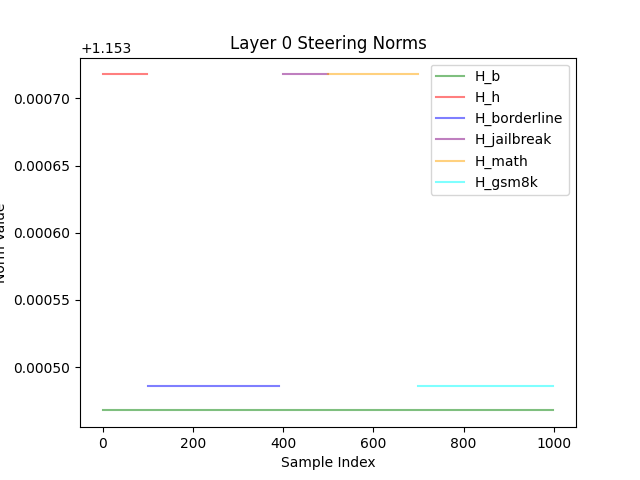 Layer 0 Steering Norms
+1.153
0.00070
0.00065
0.00060
0.00055
0.00050
Norm Value
H_b
H_h
H_borderline
H_jailbreak
H_math
H_gsm8k
0
200
400
600
800
1000
Sample Index